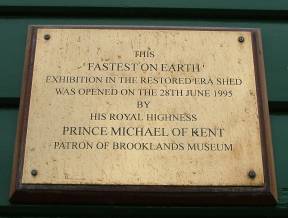 THIS
'FASTEST ON EARTH'
EXHIBITION IN THE RESTORED ERA SHED
WAS OPENED ON THE 28TH JUNE 1995
BY
HIS ROYAL HIGHNESS
PRINCE MICHAEL OF KENT
PATRON OF BROOKLANDS MUSEUM